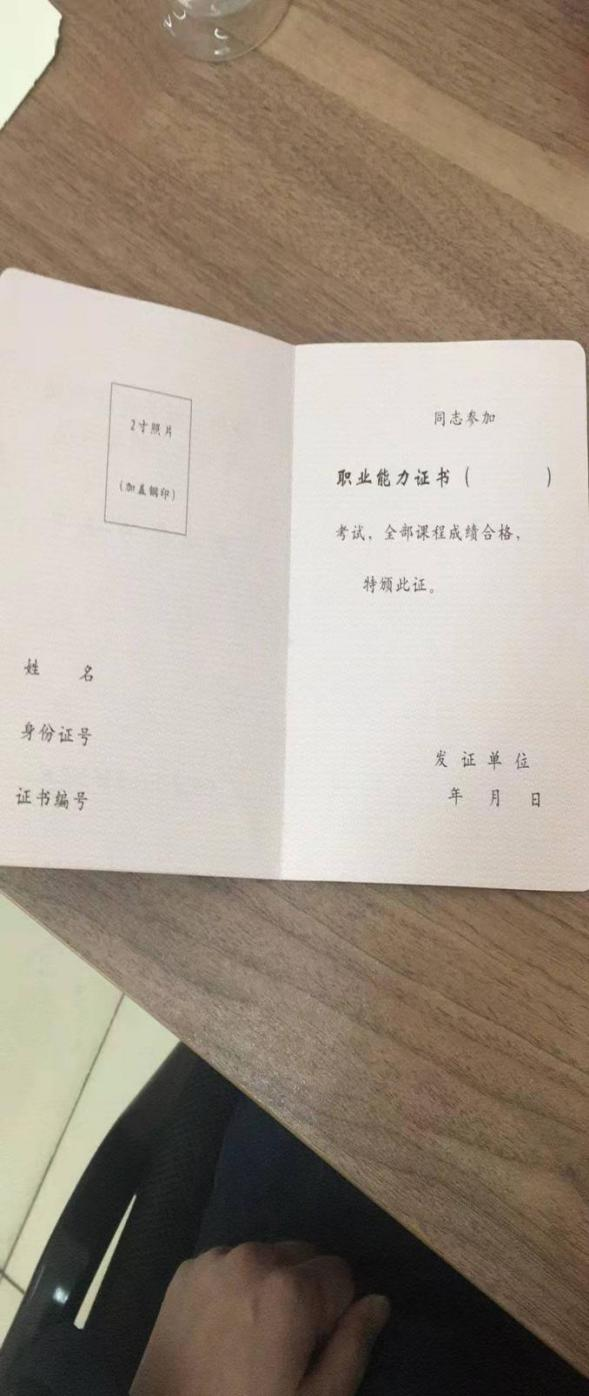 2寸照片
(加盖钢印)
姓 名
身份证号
证书编号
同志参加
职业能力证书( )
考试，全部课程成绩合格，
特颁此证。
发证单位
年 月 日